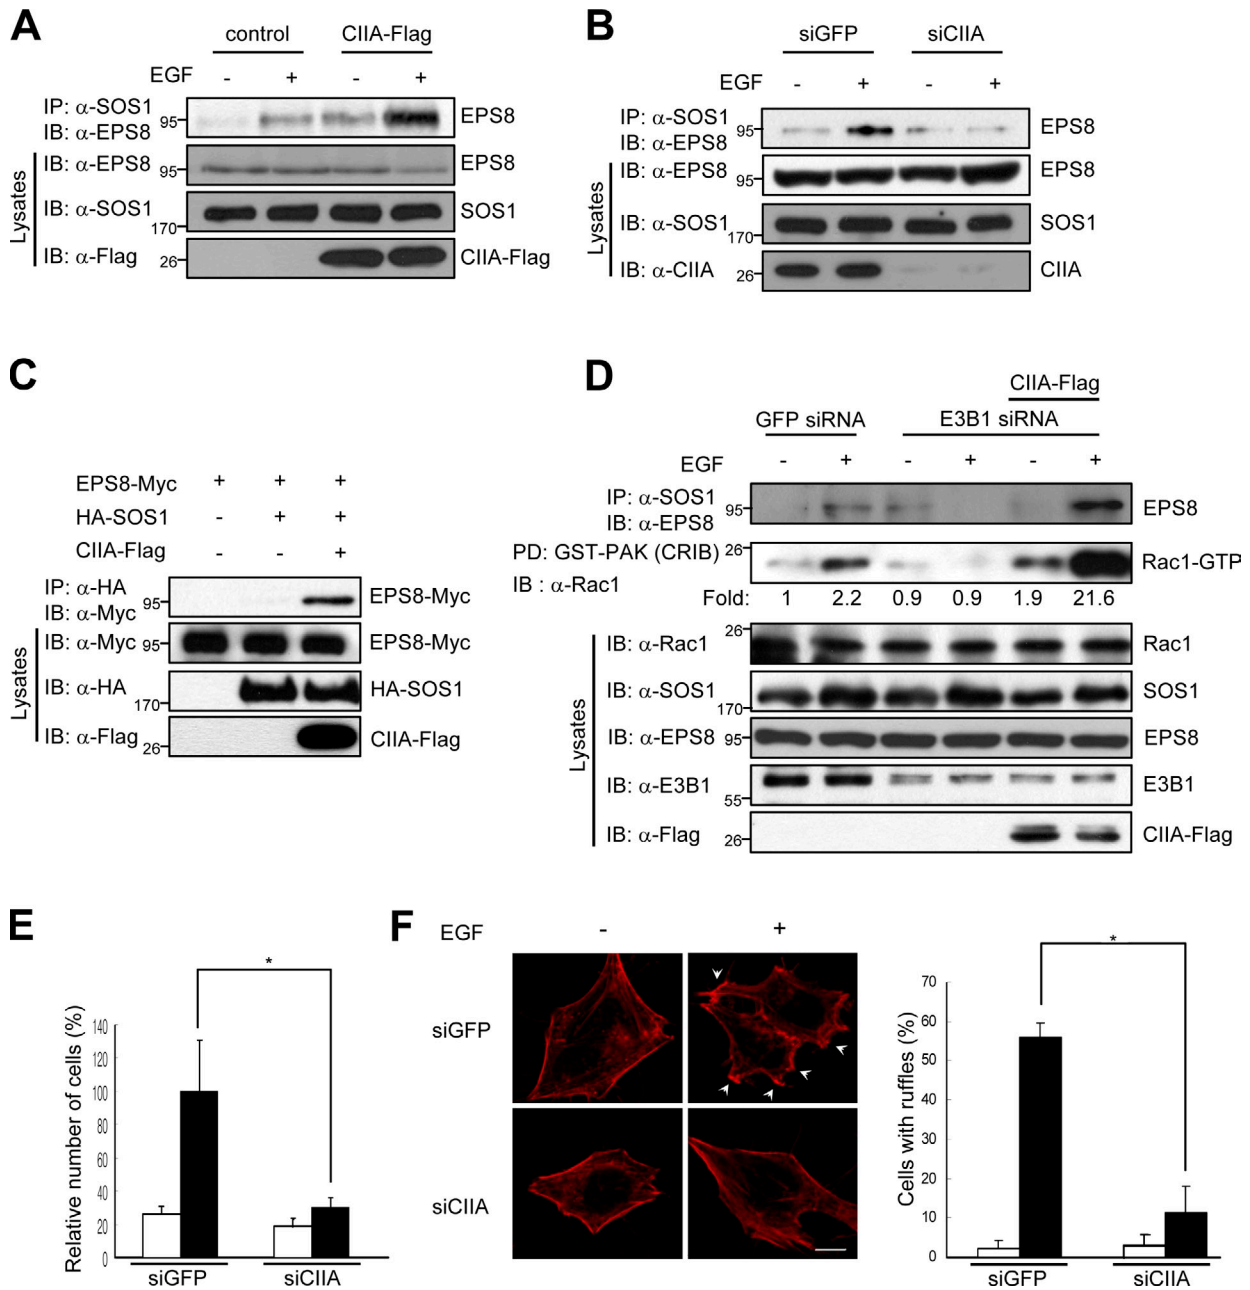 A
control CIIA-Flag
EGF - + - +
IP: α-SOS1
IB: α-EPS8
95
EPS8
Lysates
IB: α-EPS8 95 EPS8
IB: α-SOS1 170 SOS1
IB: α-Flag 26 CIIA-Flag
B
siGFP siCIIA
EGF - + - +
IP: α-SOS1
IB: α-EPS8
95
EPS8
Lysates
IB: α-EPS8 95 EPS8
IB: α-SOS1 170 SOS1
IB: α-CIIA 26 CIIA
C
EPS8-Myc + + +
HA-SOS1 - + +
CIIA-Flag - - +
IP: α-HA
IB: α-Myc
95
EPS8-Myc
Lysates
IB: α-Myc 95 EPS8-Myc
IB: α-HA 170 HA-SOS1
IB: α-Flag 26 CIIA-Flag
D
CIIA-Flag
GFP siRNA E3B1 siRNA
EGF - + - + - +
IP: α-SOS1
IB: α-EPS8
95
EPS8
PD: GST-PAK (CRIB)
IB : α-Rac1
26
Rac1-GTP
Fold: 1 2.2 0.9 0.9 1.9 21.6
Lysates
IB: α-Rac1 26 Rac1
IB: α-SOS1 170 SOS1
IB: α-EPS8 95 EPS8
IB: α-E3B1 55 E3B1
IB: α-Flag 26 CIIA-Flag
E
Relative number of cells (%)
140
120
100
80
60
40
20
0
*
siGFP siCIIA
F
EGF - +
siGFP
siCIIA
Cells with ruffles (%)
70
60
50
40
30
20
10
0
*
siGFP siCIIA